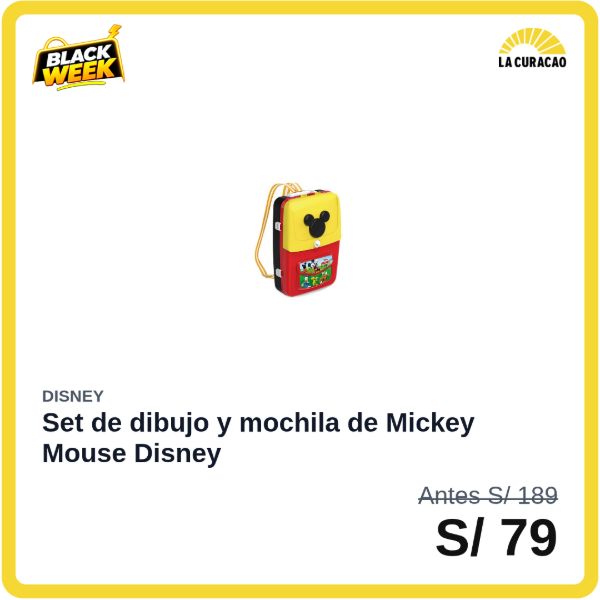 BLACK
WEEK
LA CURACAO
DISNEY
Set de dibujo y mochila de Mickey
Mouse Disney
Antes S/ 189
S/ 79